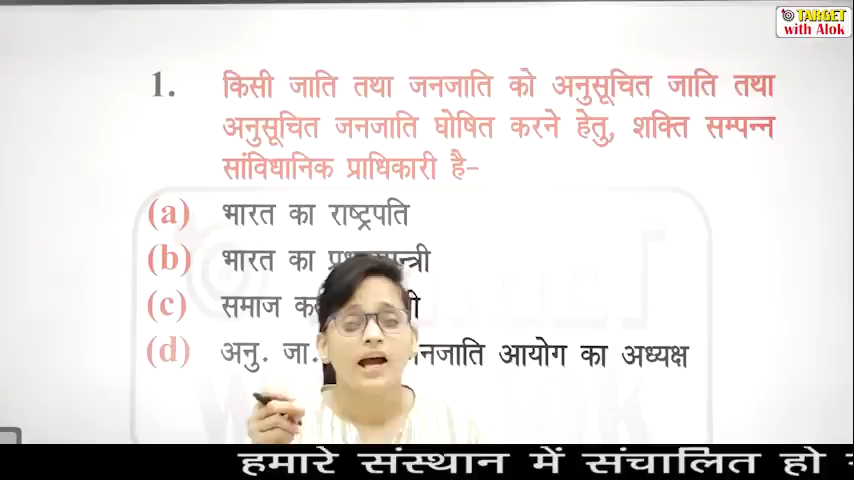 TARGET
with Alok
1. किसी जाति तथा जनजाति को अनुसूचित जाति तथा
अनुसूचित जनजाति घोषित करने हेतु, शक्ति सम्पन्न
सांविधानिक प्राधिकारी है-
(a) भारत का राष्ट्रपति
(b) भारत का
(c) समाज
(d) अनु. जा. आयोग का अध्यक्ष
हमारे संस्थान में संचालित हो